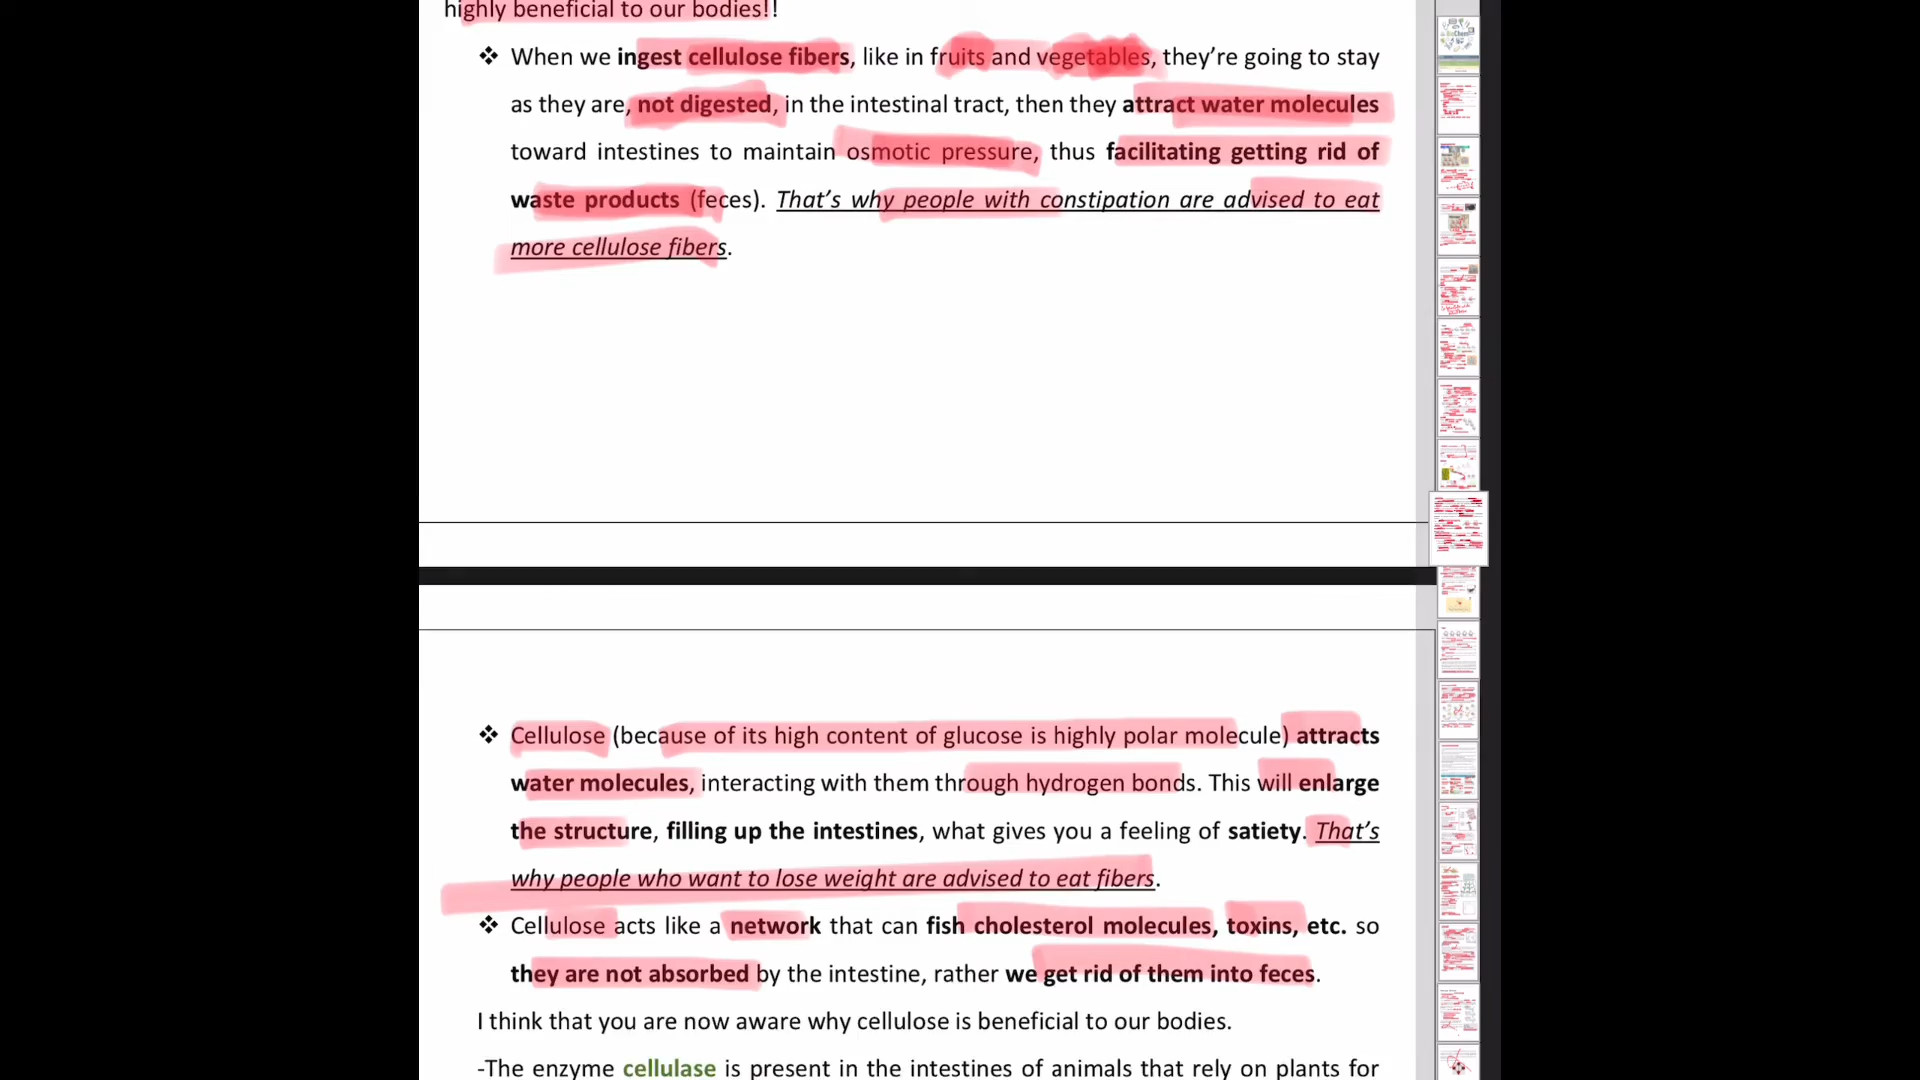 highly beneficial to our bodies!!
❖ When we ingest cellulose fibers, like in fruits and vegetables, they’re going to stay
as they are, not digested, in the intestinal tract, then they attract water molecules
toward intestines to maintain osmotic pressure, thus facilitating getting rid of
waste products (feces). That’s why people with constipation are advised to eat
more cellulose fibers.
❖ Cellulose (because of its high content of glucose is highly polar molecule) attracts
water molecules, interacting with them through hydrogen bonds. This will enlarge
the structure, filling up the intestines, what gives you a feeling of satiety. That’s
why people who want to lose weight are advised to eat fibers.
❖ Cellulose acts like a network that can fish cholesterol molecules, toxins, etc. so
they are not absorbed by the intestine, rather we get rid of them into feces.
I think that you are now aware why cellulose is beneficial to our bodies.
-The enzyme cellulase is present in the intestines of animals that rely on plants for